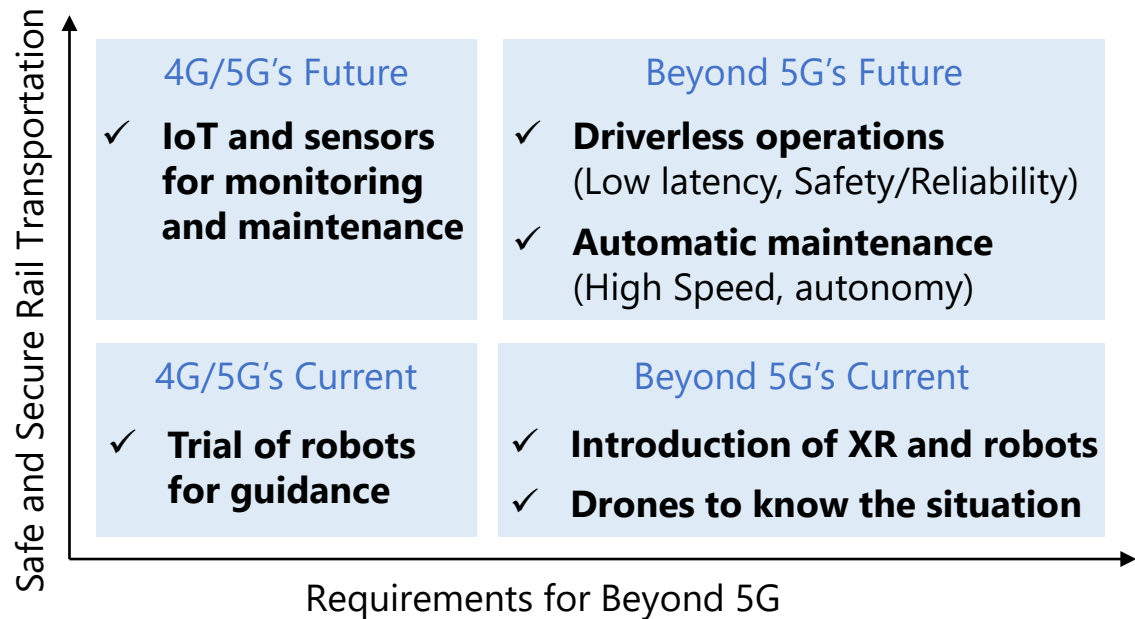 Safe and Secure Rail Transportation
4G/5G's Future
✓ IoT and sensors
for monitoring
and maintenance
Beyond 5G's Future
✓ Driverless operations
(Low latency, Safety/Reliability)
✓ Automatic maintenance
(High Speed, autonomy)
4G/5G's Current
✓ Trial of robots
for guidance
Beyond 5G's Current
✓ Introduction of XR and robots
✓ Drones to know the situation
Requirements for Beyond 5G